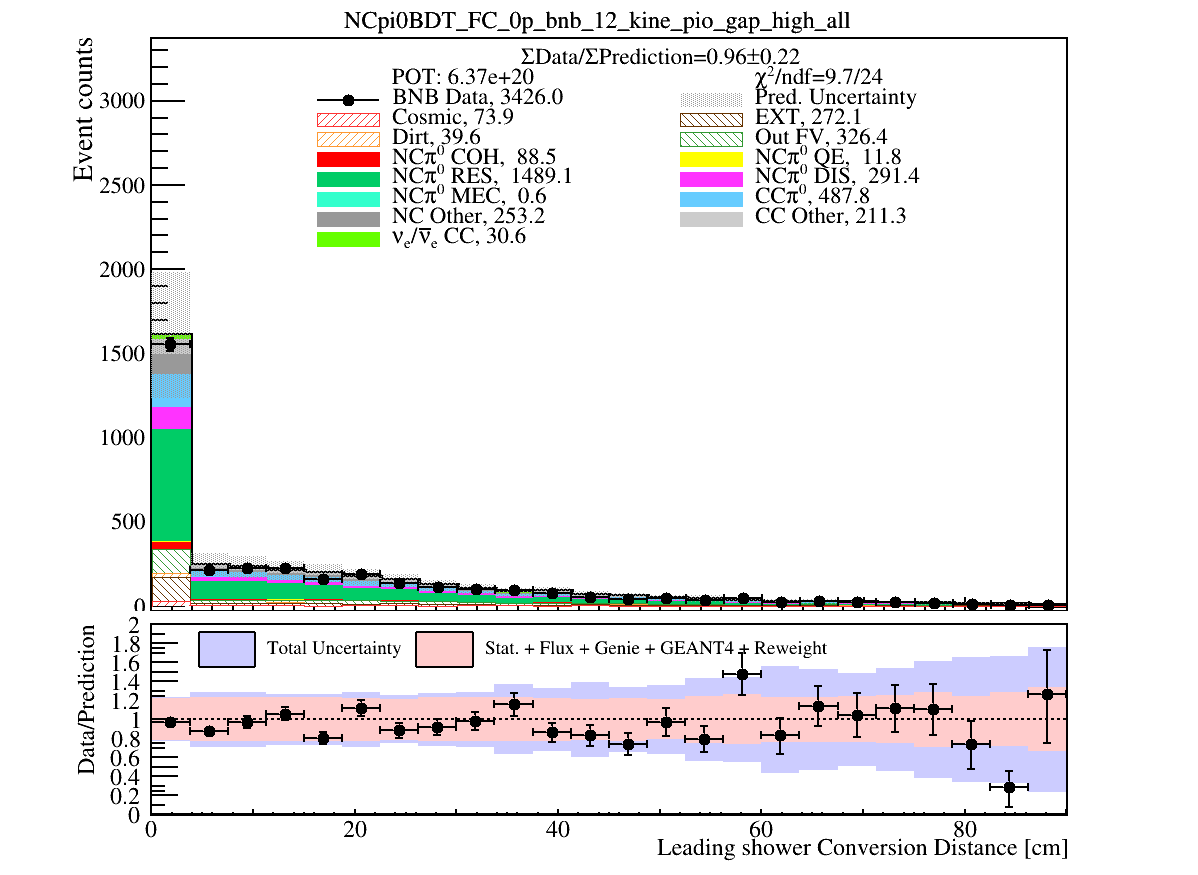 NCpi0BDT_FC_0p_bnb_12_kine_pio_gap_high_all
ΣData/ΣPrediction=0.96±0.22
POT: 6.37e+20 χ²/ndf=9.7/24
BNB Data, 3426.0 Pred. Uncertainty
Cosmic, 73.9 EXT, 272.1
Dirt, 39.6 Out FV, 326.4
NCπ⁰ COH, 88.5 NCπ⁰ QE, 11.8
NCπ⁰ RES, 1489.1 NCπ⁰ DIS, 291.4
NCπ⁰ MEC, 0.6 CCπ⁰, 487.8
NC Other, 253.2 CC Other, 211.3
νₑ/ν̅ₑ CC, 30.6
Event counts
3000
2500
2000
1500
1000
500
0
Total Uncertainty Stat. + Flux + Genie + GEANT4 + Reweight
Data/Prediction
2
1.8
1.6
1.4
1.2
1
0.8
0.6
0.4
0.2
0
0 20 40 60 80
Leading shower Conversion Distance [cm]